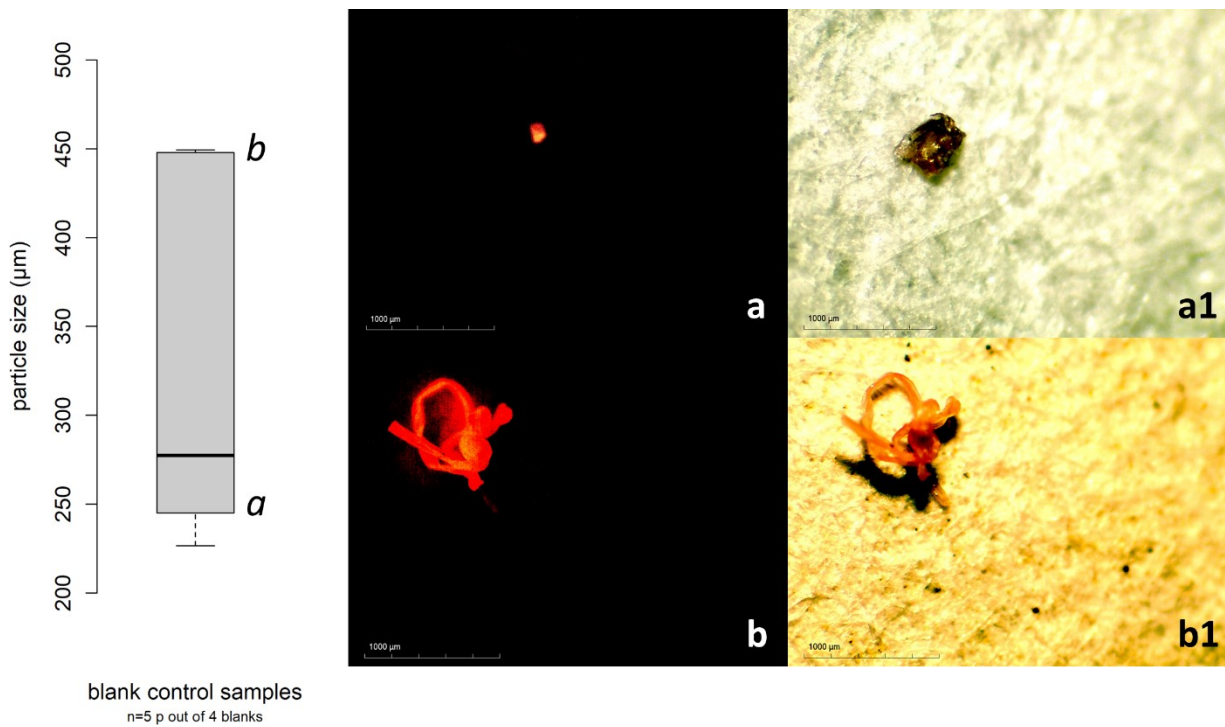 particle size (µm)
500
450
400
350
300
250
200
b
a
blank control samples
n=5 p out of 4 blanks
1000 µm
a
1000 µm
a1
1000 µm
b
1000 µm
b1